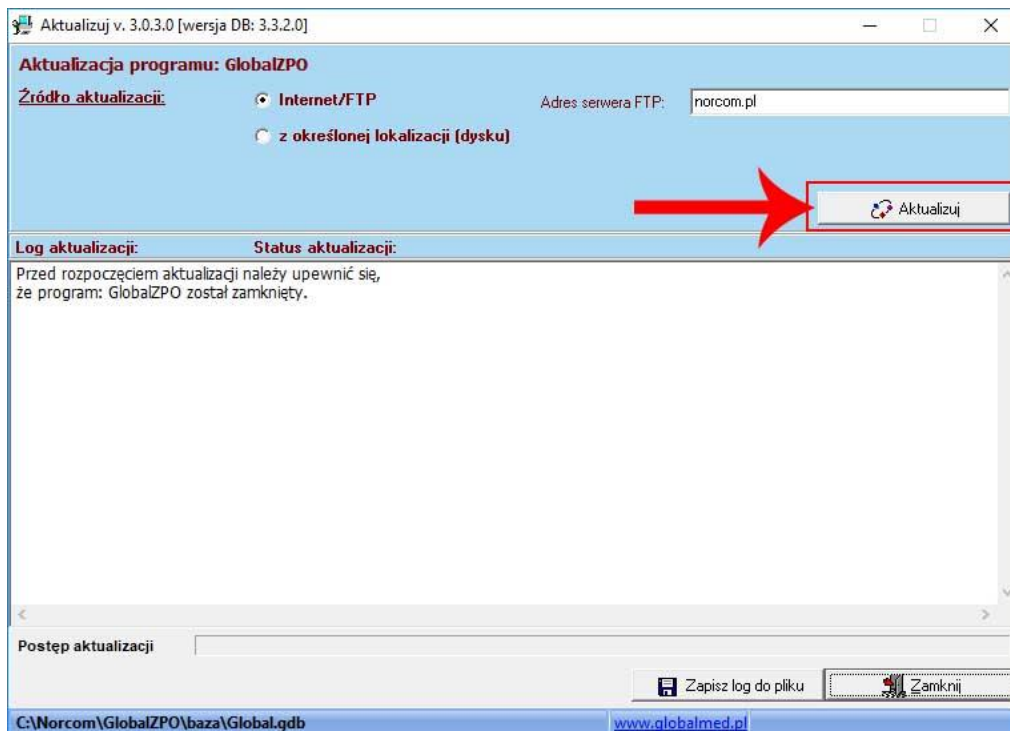 Aktualizuj v. 3.0.3.0 [wersja DB: 3.3.2.0]
Aktualizacja programu: GlobalZPO
Źródło aktualizacji:
Internet/FTP
Adres serwera FTP:
norcom.pl
z określonej lokalizacji (dysku)
Aktualizuj
Log aktualizacji:
Status aktualizacji:
Przed rozpoczęciem aktualizacji należy upewnić się,
że program: GlobalZPO został zamknięty.
Postęp aktualizacji
Zapisz log do pliku
Zamknij
C:\Norcom\GlobalZPO\baza\Global.gdb
www.globalmed.pl